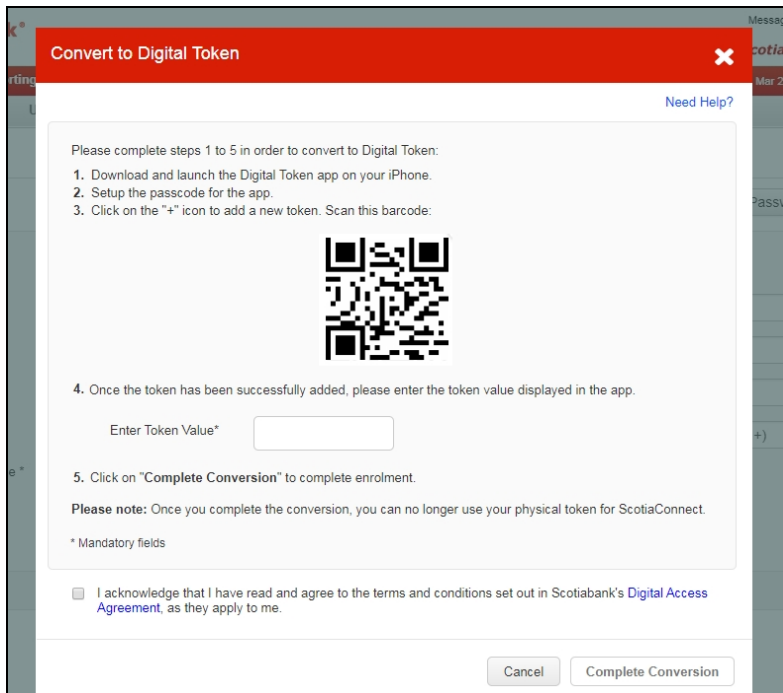 k®
Messag
Convert to Digital Token
cotia
rting
Mar 2
U
Need Help?
Please complete steps 1 to 5 in order to convert to Digital Token:
1. Download and launch the Digital Token app on your iPhone.
2. Setup the passcode for the app.
3. Click on the "+" icon to add a new token. Scan this barcode:
Passw
4. Once the token has been successfully added, please enter the token value displayed in the app.
Enter Token Value*
+)
e *
5. Click on "Complete Conversion" to complete enrolment.
Please note: Once you complete the conversion, you can no longer use your physical token for ScotiaConnect.
* Mandatory fields
I acknowledge that I have read and agree to the terms and conditions set out in Scotiabank's Digital Access
Agreement, as they apply to me.
Cancel
Complete Conversion